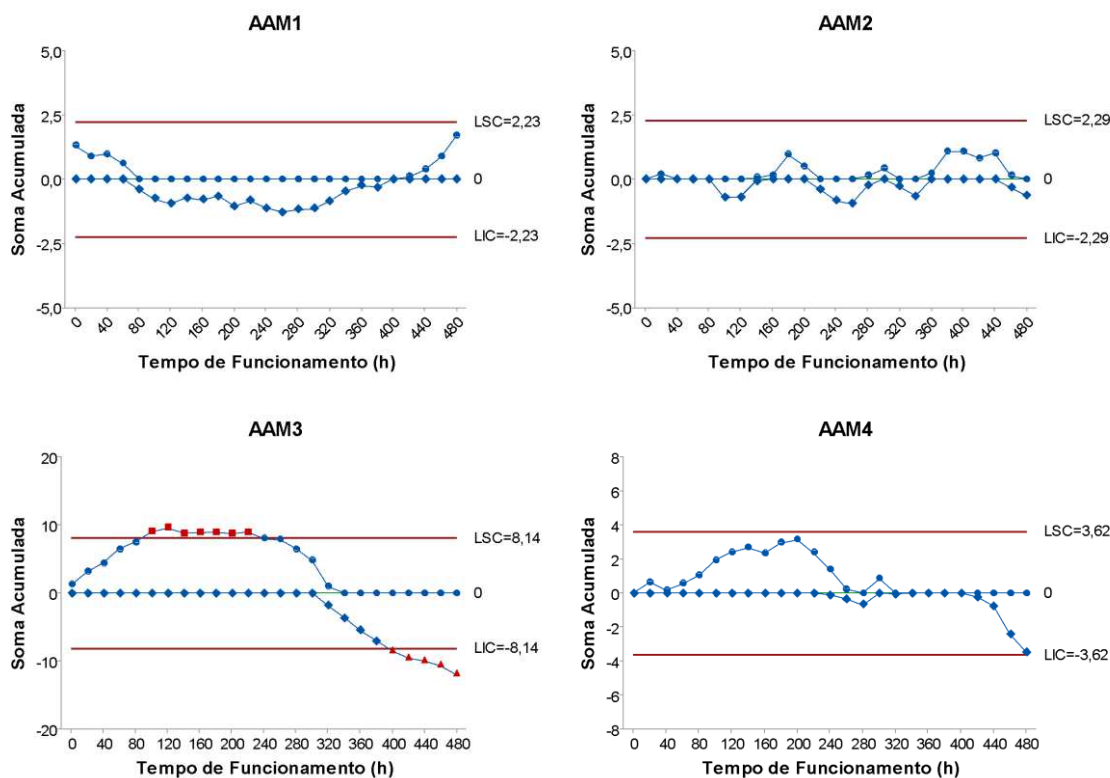 AAM1
5,0
2,5
0,0
-2,5
-5,0
Soma Acumulada
LSC=2,23
0
LIC=-2,23
0 40 80 120 160 200 240 280 320 360 400 440 480
Tempo de Funcionamento (h)
AAM2
5,0
2,5
0,0
-2,5
-5,0
Soma Acumulada
LSC=2,29
0
LIC=-2,29
0 40 80 120 160 200 240 280 320 360 400 440 480
Tempo de Funcionamento (h)
AAM3
20
10
0
-10
-20
Soma Acumulada
LSC=8,14
0
LIC=-8,14
0 40 80 120 160 200 240 280 320 360 400 440 480
Tempo de Funcionamento (h)
AAM4
8
6
4
2
0
-2
-4
-6
-8
Soma Acumulada
LSC=3,62
0
LIC=-3,62
0 40 80 120 160 200 240 280 320 360 400 440 480
Tempo de Funcionamento (h)